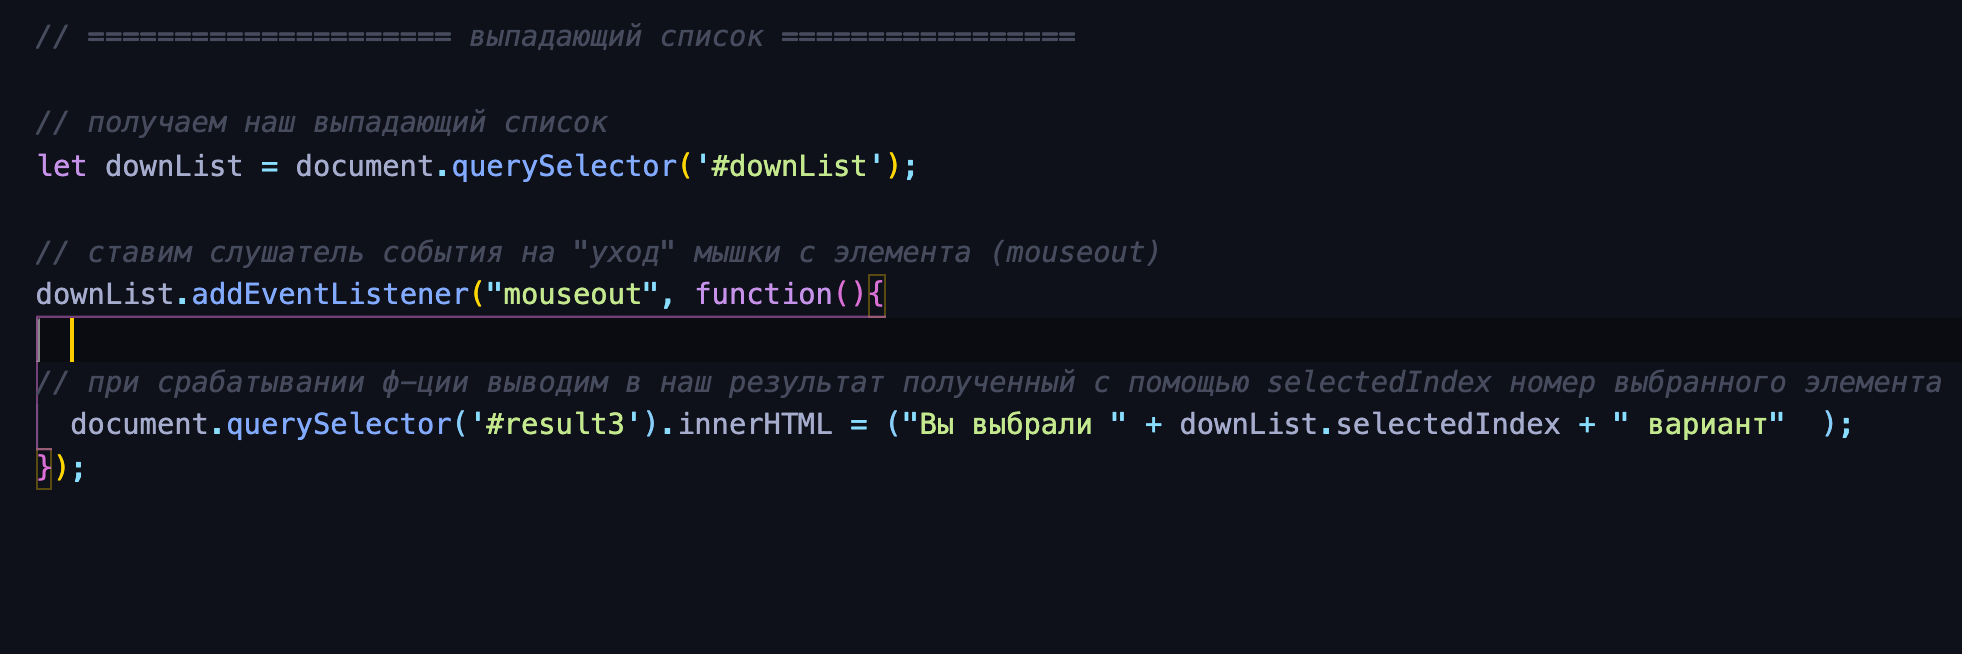 // ===================== выпадающий список =================
// получаем наш выпадающий список
let downList = document.querySelector('#downList');
// ставим слушатель события на "уход" мышки с элемента (mouseout)
downList.addEventListener("mouseout", function(){
// при срабатывании ф-ции выводим в наш результат полученный с помощью selectedIndex номер выбранного элемента
document.querySelector('#result3').innerHTML = ("Вы выбрали " + downList.selectedIndex + " вариант"  );
});